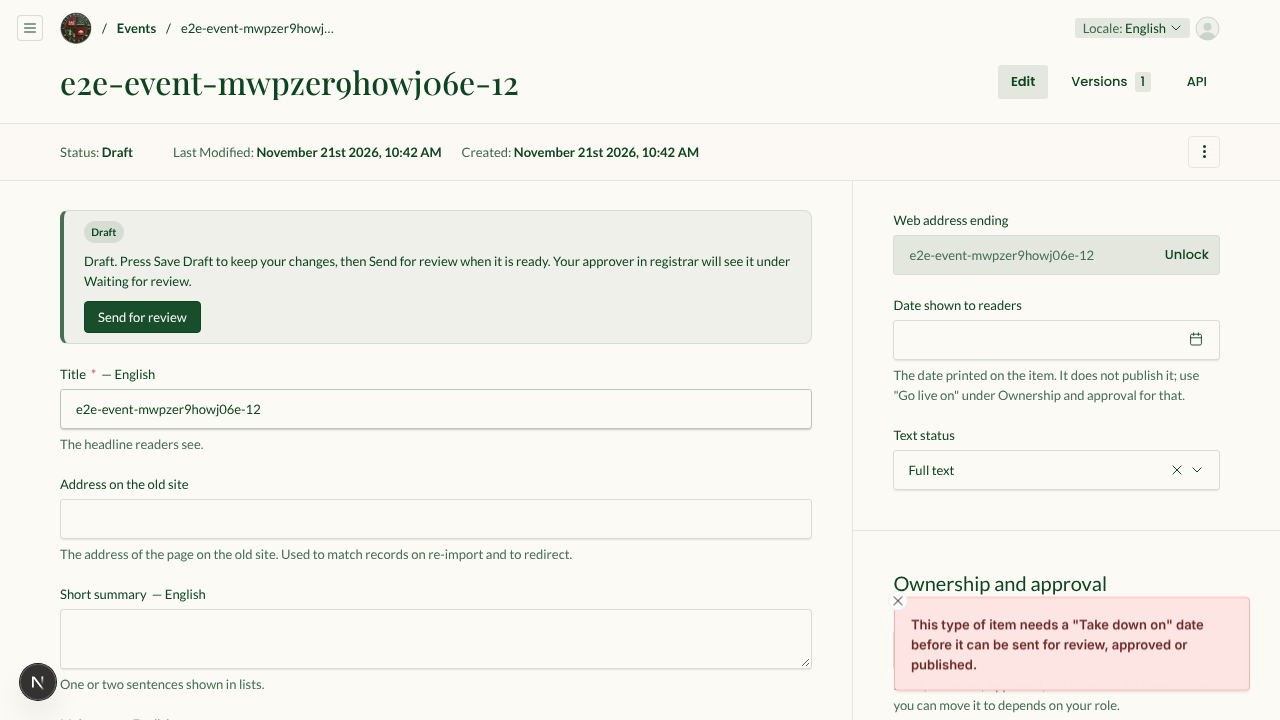 / Events / e2e-event-mwpzer9howj...
Locale: English
e2e-event-mwpzer9howj06e-12
Edit
Versions 1
API
Status: Draft
Last Modified: November 21st 2026, 10:42 AM
Created: November 21st 2026, 10:42 AM
Draft
Draft. Press Save Draft to keep your changes, then Send for review when it is ready. Your approver in registrar will see it under
Waiting for review.
Send for review
Title * — English
e2e-event-mwpzer9howj06e-12
The headline readers see.
Address on the old site
The address of the page on the old site. Used to match records on re-import and to redirect.
Short summary — English
One or two sentences shown in lists.
N
Web address ending
e2e-event-mwpzer9howj06e-12
Unlock
Date shown to readers
The date printed on the item. It does not publish it; use
"Go live on" under Ownership and approval for that.
Text status
Full text
Ownership and approval
This type of item needs a "Take down on" date
before it can be sent for review, approved or
published.
you can move it to depends on your role.